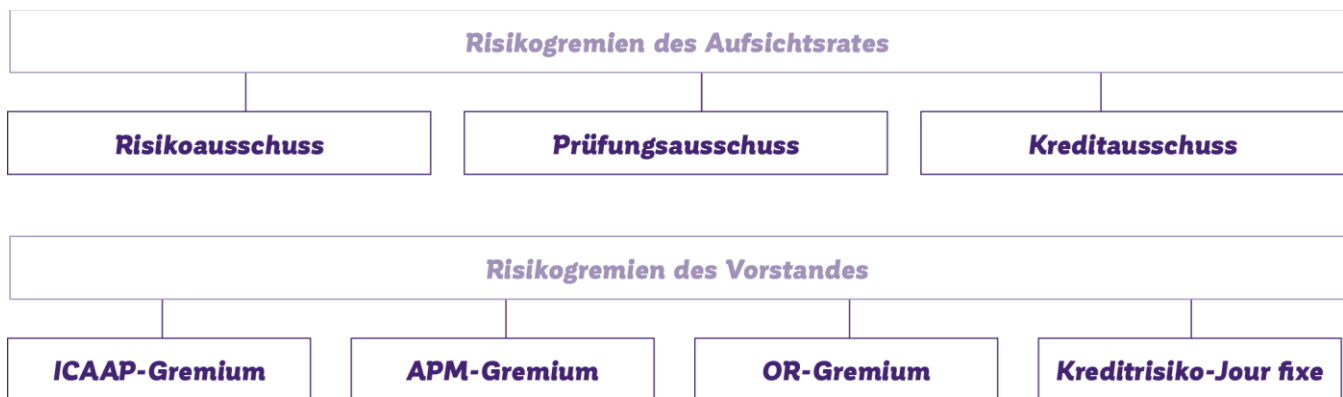 Risikogremien des Aufsichtsrates
Risikoausschuss
Prüfungsausschuss
Kreditausschuss
Risikogremien des Vorstandes
ICAAP-Gremium
APM-Gremium
OR-Gremium
Kreditrisiko-Jour fixe